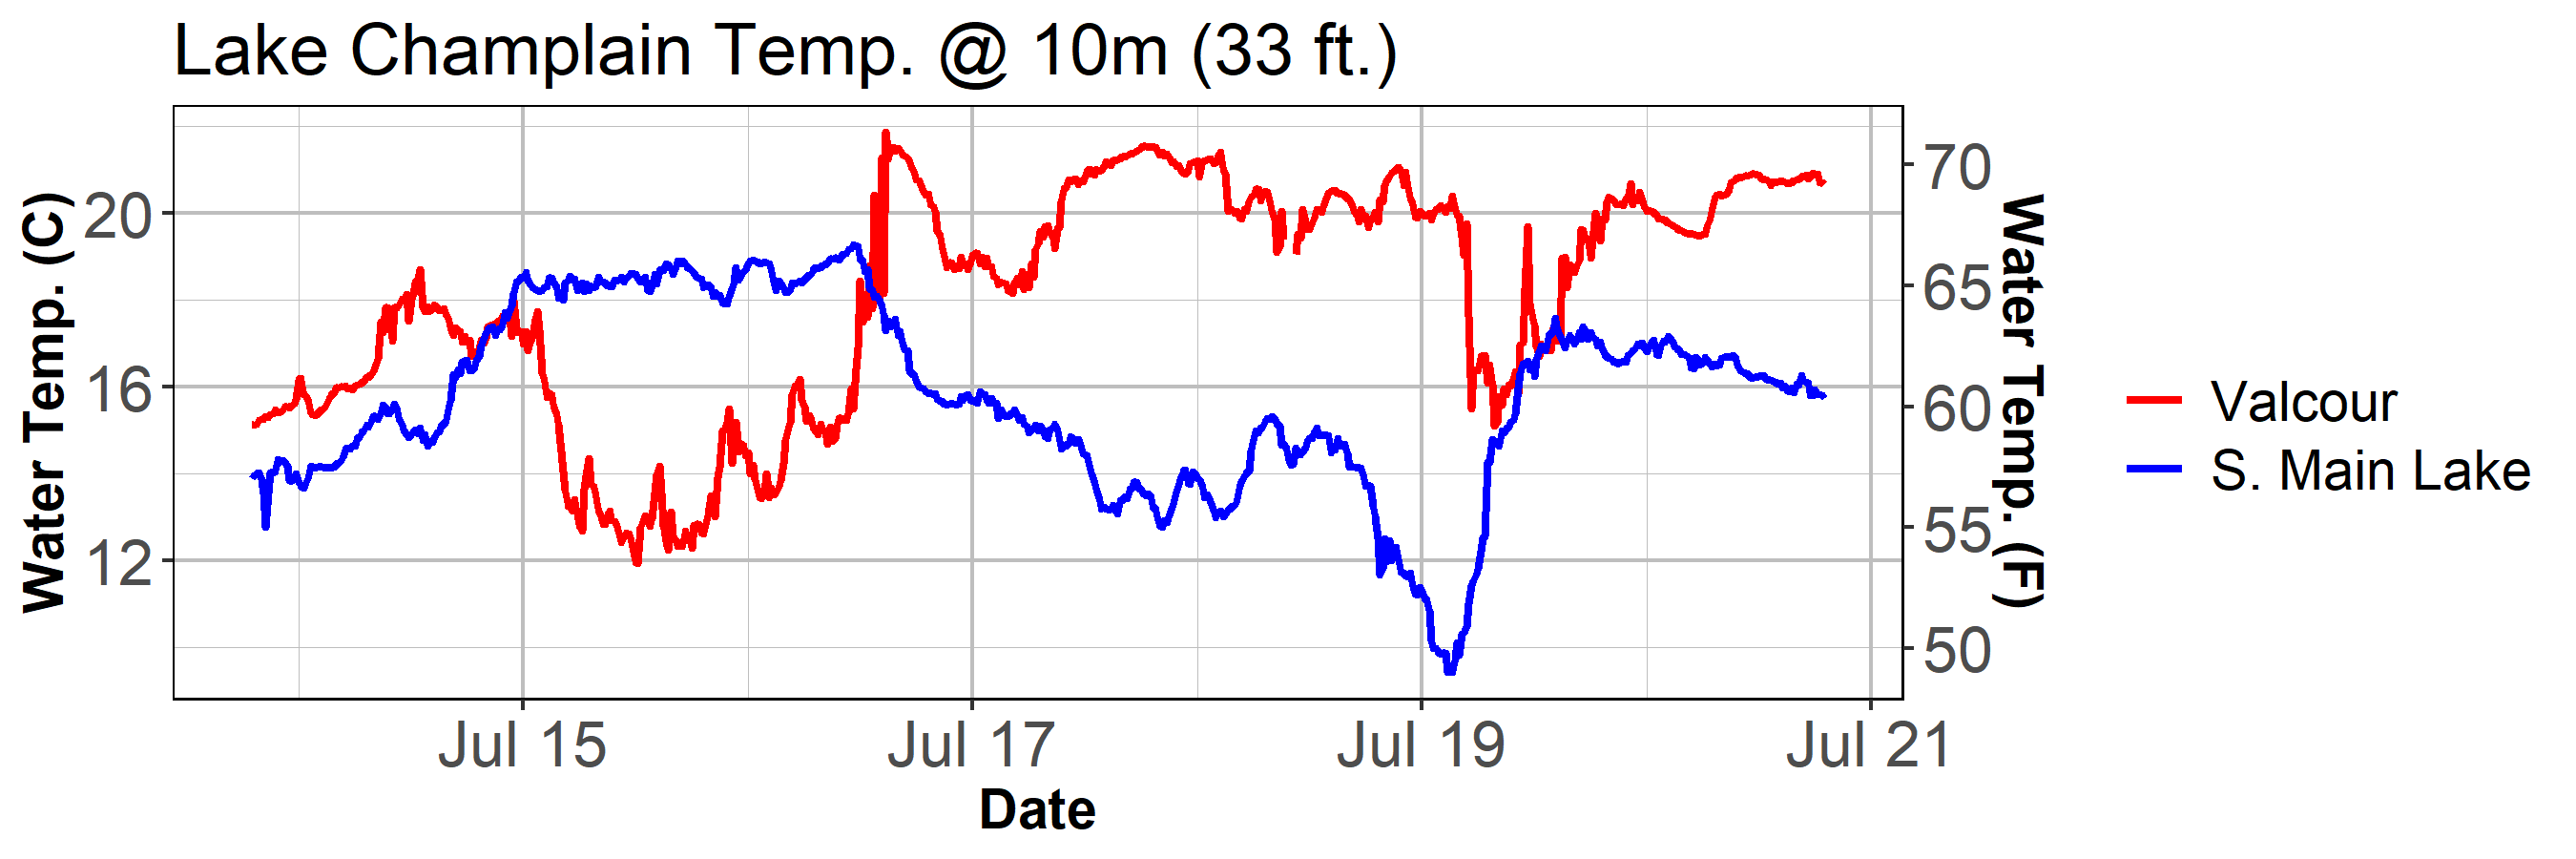 Lake Champlain Temp. @ 10m (33 ft.)
Water Temp. (C)
20
16
12
70
65
60
55
50
Water Temp. (F)
Jul 15
Jul 17
Jul 19
Jul 21
Date
Valcour
S. Main Lake